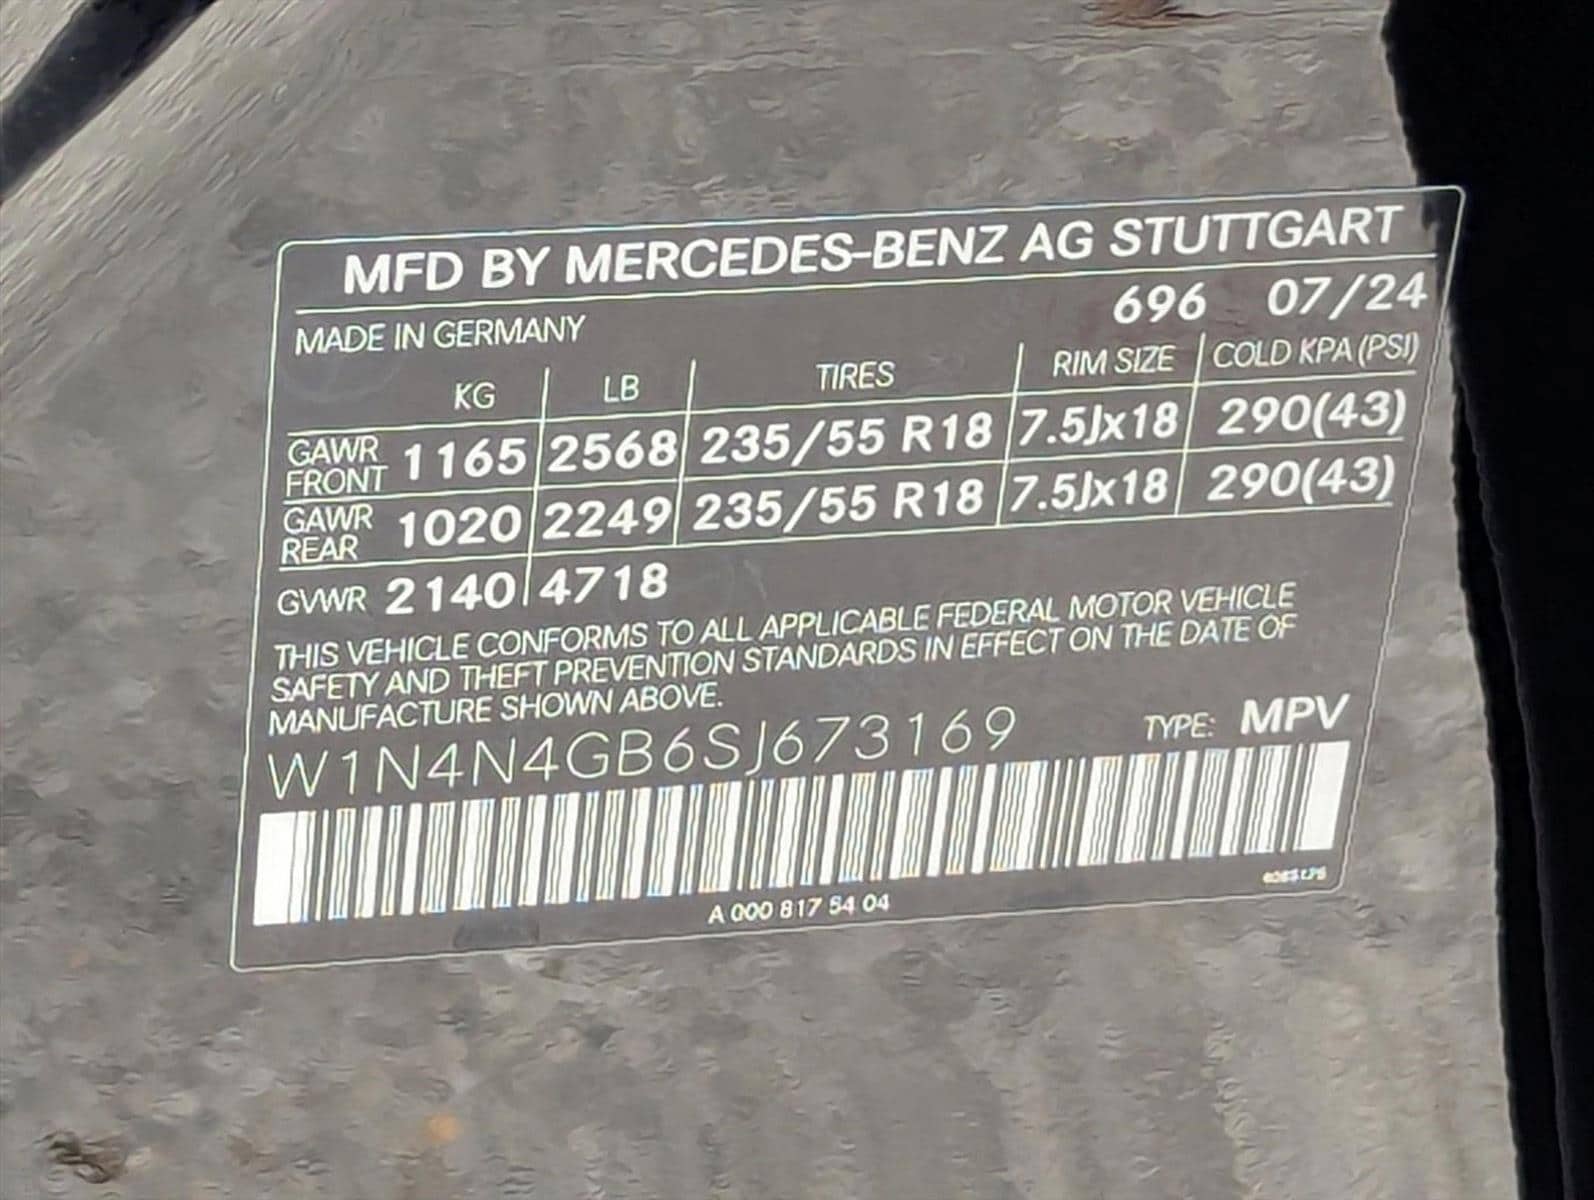 MFD BY MERCEDES-BENZ AG STUTTGART
MADE IN GERMANY 696 07/24
KG LB TIRES RIM SIZE COLD KPA (PSI)
GAWR FRONT 1165 2568 235/55 R18 7.5Jx18 290(43)
GAWR REAR 1020 2249 235/55 R18 7.5Jx18 290(43)
GVWR 2140 4718
THIS VEHICLE CONFORMS TO ALL APPLICABLE FEDERAL MOTOR VEHICLE
SAFETY AND THEFT PREVENTION STANDARDS IN EFFECT ON THE DATE OF
MANUFACTURE SHOWN ABOVE.
W1N4N4GB6SJ673169 TYPE: MPV
A 000 817 54 04